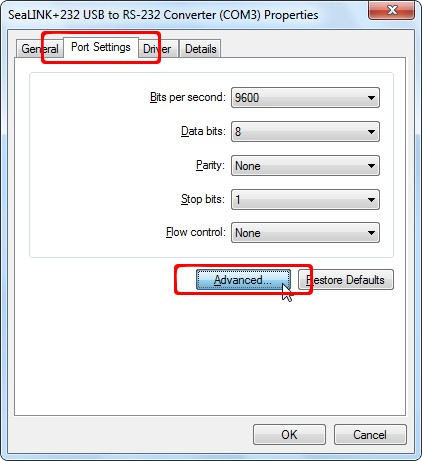 SeaLINK+232 USB to RS-232 Converter (COM3) Properties
General Port Settings Driver Details
Bits per second: 9600
Data bits: 8
Parity: None
Stop bits: 1
Flow control: None
Advanced... Restore Defaults
OK Cancel